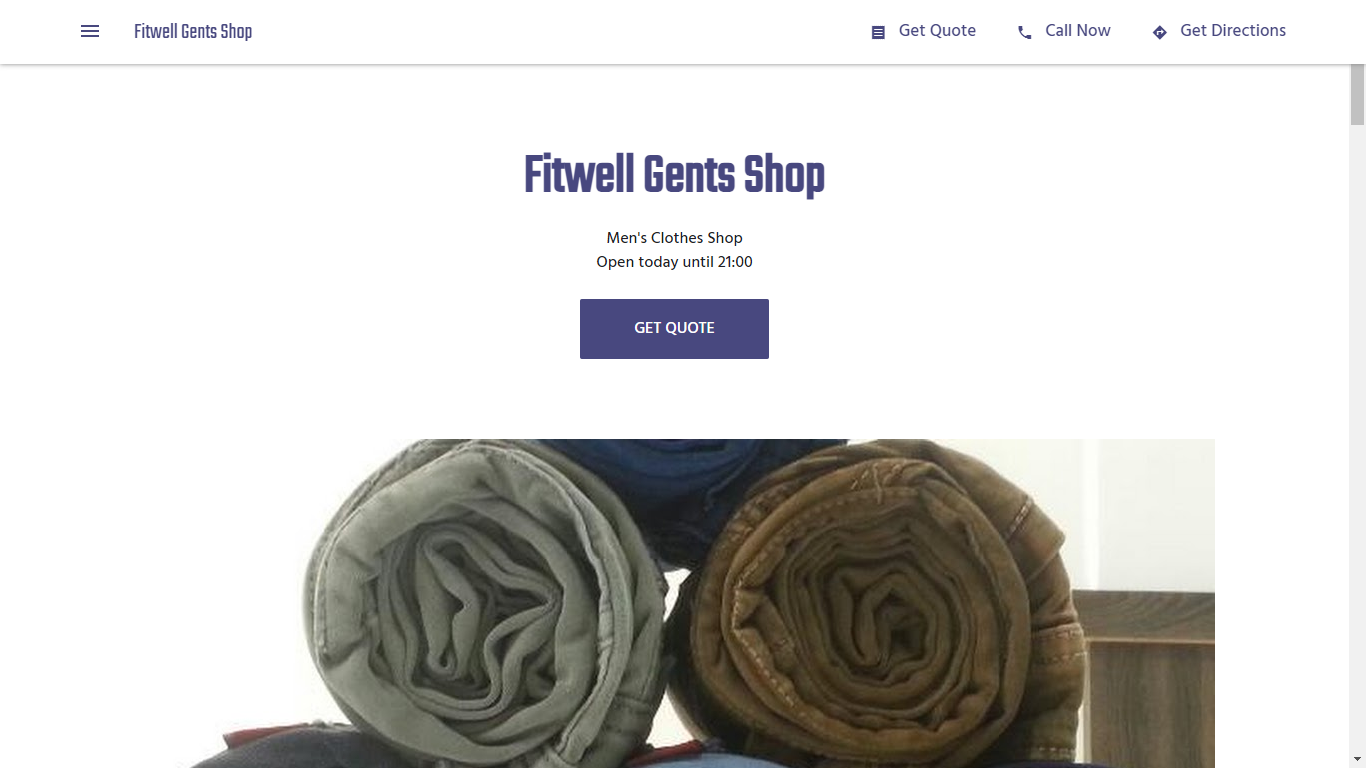 Fitwell Gents Shop
Get Quote
Call Now
Get Directions
Fitwell Gents Shop
Men's Clothes Shop
Open today until 21:00
GET QUOTE